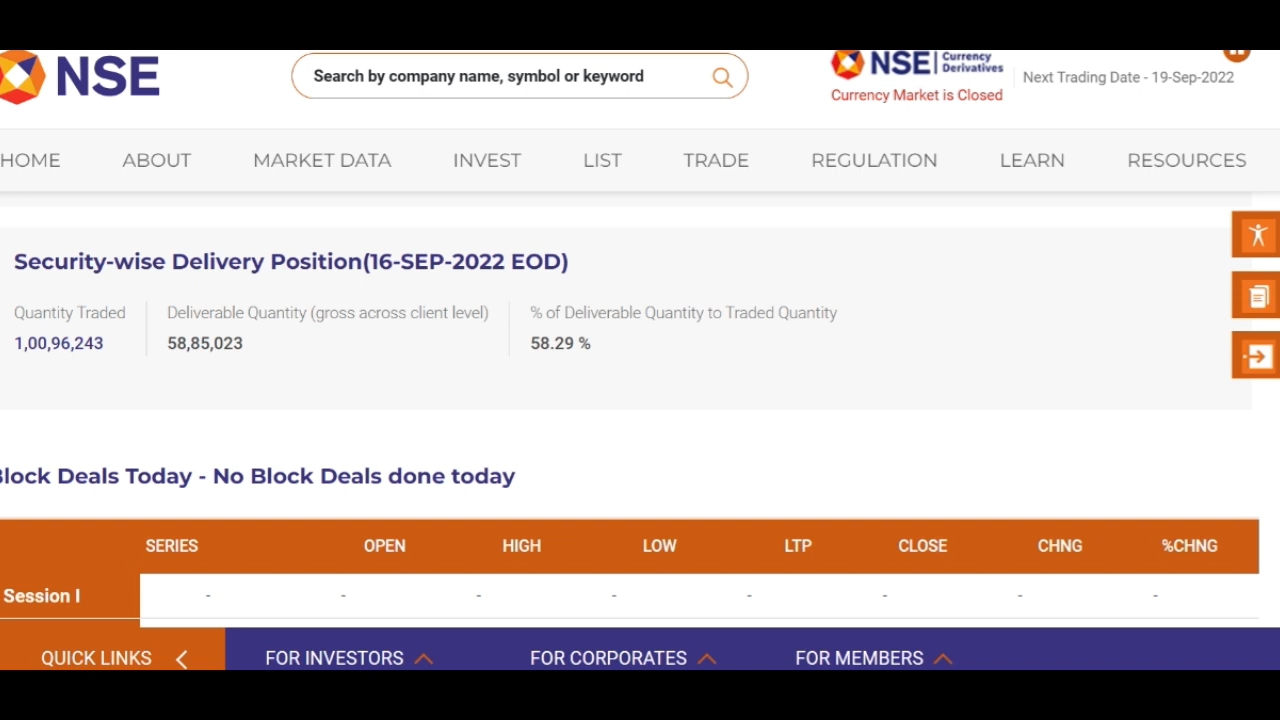 NSE
Search by company name, symbol or keyword
NSE | Currency Derivatives
Currency Market is Closed
Next Trading Date - 19-Sep-2022
HOME ABOUT MARKET DATA INVEST LIST TRADE REGULATION LEARN RESOURCES
Security-wise Delivery Position(16-SEP-2022 EOD)
Quantity Traded Deliverable Quantity (gross across client level) % of Deliverable Quantity to Traded Quantity
1,00,96,243 58,85,023 58.29 %
Block Deals Today - No Block Deals done today
SERIES OPEN HIGH LOW LTP CLOSE CHNG %CHNG
Session I - - - - - - - -
QUICK LINKS FOR INVESTORS FOR CORPORATES FOR MEMBERS